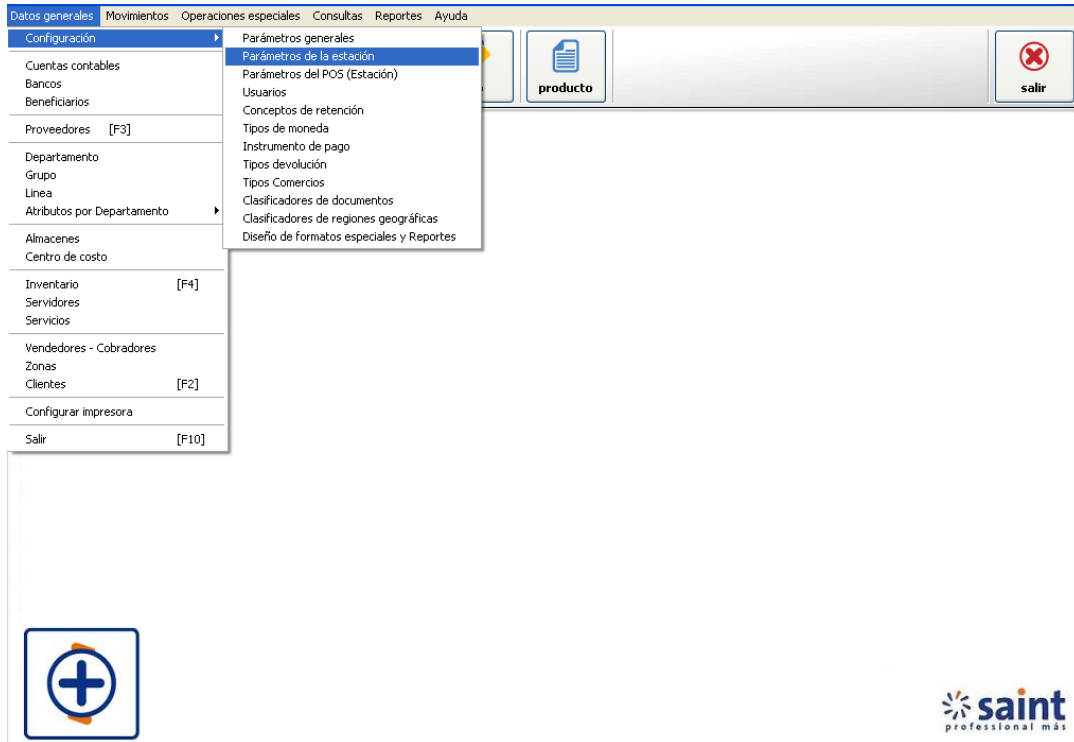 Datos generales Movimientos Operaciones especiales Consultas Reportes Ayuda
Configuración
Cuentas contables
Bancos
Beneficiarios
Proveedores [F3]
Departamento
Grupo
Linea
Atributos por Departamento
Almacenes
Centro de costo
Inventario [F4]
Servidores
Servicios
Vendedores - Cobradores
Zonas
Clientes [F2]
Configurar impresora
Salir [F10]
Parámetros generales
Parámetros de la estación
Parámetros del POS (Estación)
Usuarios
Conceptos de retención
Tipos de moneda
Instrumento de pago
Tipos devolución
Tipos Comercios
Clasificadores de documentos
Clasificadores de regiones geográficas
Diseño de formatos especiales y Reportes
producto
salir
saint
professional más